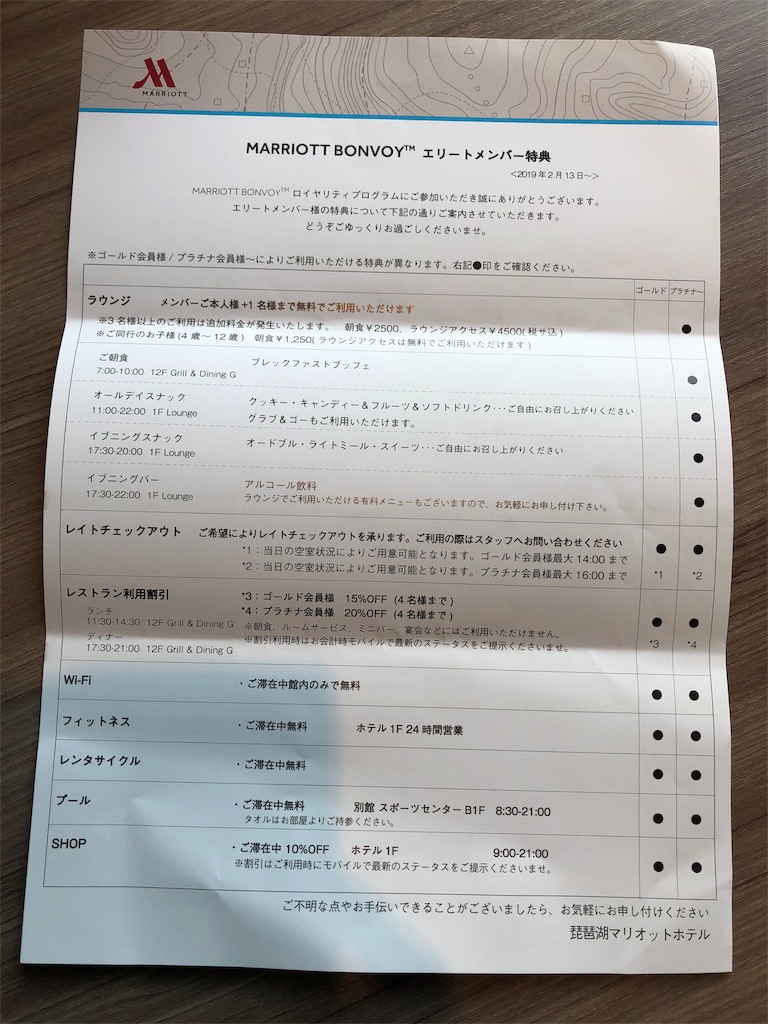 MARRIOTT
MARRIOTT BONVOY™ エリートメンバー特典
<2019年2月13日~>
MARRIOTT BONVOY™ ロイヤリティプログラムにご参加いただき誠にありがとうございます。
エリートメンバー様の特典について下記の通りご案内させていただきます。
どうぞごゆっくりお過ごしくださいませ。
※ゴールド会員様 / プラチナ会員様~によりご利用いただける特典が異なります。右記●印をご確認ください。
ゴールド プラチナ~
ラウンジ メンバーご本人様+1名様まで無料でご利用いただけます
※3名様以上のご利用は追加料金が発生いたします。 朝食¥2500、ラウンジアクセス¥4500(税サ込) ●
※ご同行のお子様(4歳~12歳) 朝食¥1,250(ラウンジアクセスは無料でご利用いただけます)
ご朝食 ブレックファストブッフェ
7:00-10:00 12F Grill & Dining G ●
オールデイスナック クッキー・キャンディー&フルーツ&ソフトドリンク･･･ご自由にお召し上がりください
11:00-22:00 1F Lounge グラブ&ゴーもご利用いただけます。 ●
イブニングスナック オードブル・ライトミール・スイーツ･･･ご自由にお召し上がりください
17:30-20:00 1F Lounge ●
イブニングバー アルコール飲料
17:30-22:00 1F Lounge ラウンジでご利用いただける有料メニューもございますので、お気軽にお申し付け下さい。 ●
レイトチェックアウト ご希望によりレイトチェックアウトを承ります。ご利用の際はスタッフへお問い合わせください
*1:当日の空室状況によりご用意可能となります。ゴールド会員様最大 14:00 まで ● ●
*2:当日の空室状況によりご用意可能となります。プラチナ会員様最大 16:00 まで *1 *2
レストラン利用割引 *3:ゴールド会員様 15%OFF (4名様まで)
ランチ *4:プラチナ会員様 20%OFF (4名様まで)
11:30-14:30 12F Grill & Dining G ※朝食、ルームサービス、ミニバー、宴会などにはご利用いただけません。 ● ●
ディナー ※割引利用時はお会計時モバイルで最新のステータスをご提示くださいませ。 *3 *4
17:30-21:00 12F Grill & Dining G
Wi-Fi ・ご滞在中館内のみで無料 ● ●
フィットネス ・ご滞在中無料 ホテル1F 24時間営業 ● ●
レンタサイクル ・ご滞在中無料 ● ●
プール ・ご滞在中無料 別館 スポーツセンターB1F 8:30-21:00 ● ●
タオルはお部屋よりご持参ください。
SHOP ・ご滞在中 10%OFF ホテル1F 9:00-21:00
※割引はご利用時にモバイルで最新のステータスをご提示くださいませ。 ● ●
ご不明な点やお手伝いできることがございましたら、お気軽にお申し付けください
琵琶湖マリオットホテル